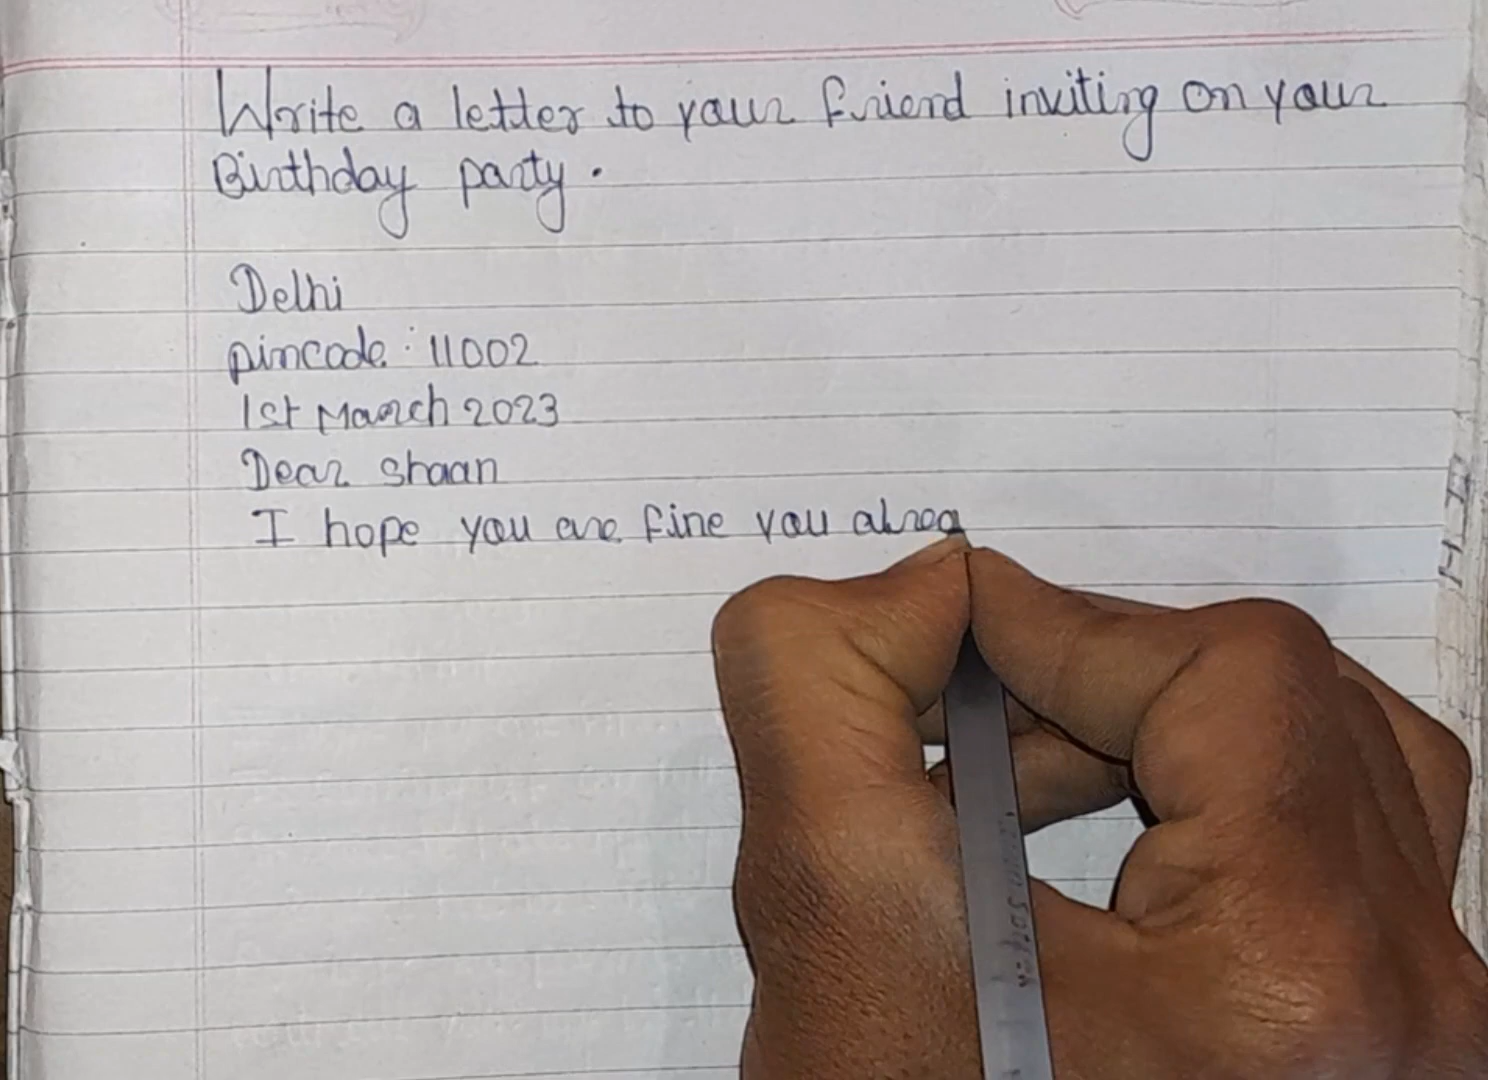 Write a letter to your friend inviting on your
Birthday party.
Delhi
pincode : 11002
1st March 2023
Dear shaan
I hope you are fine you alrea